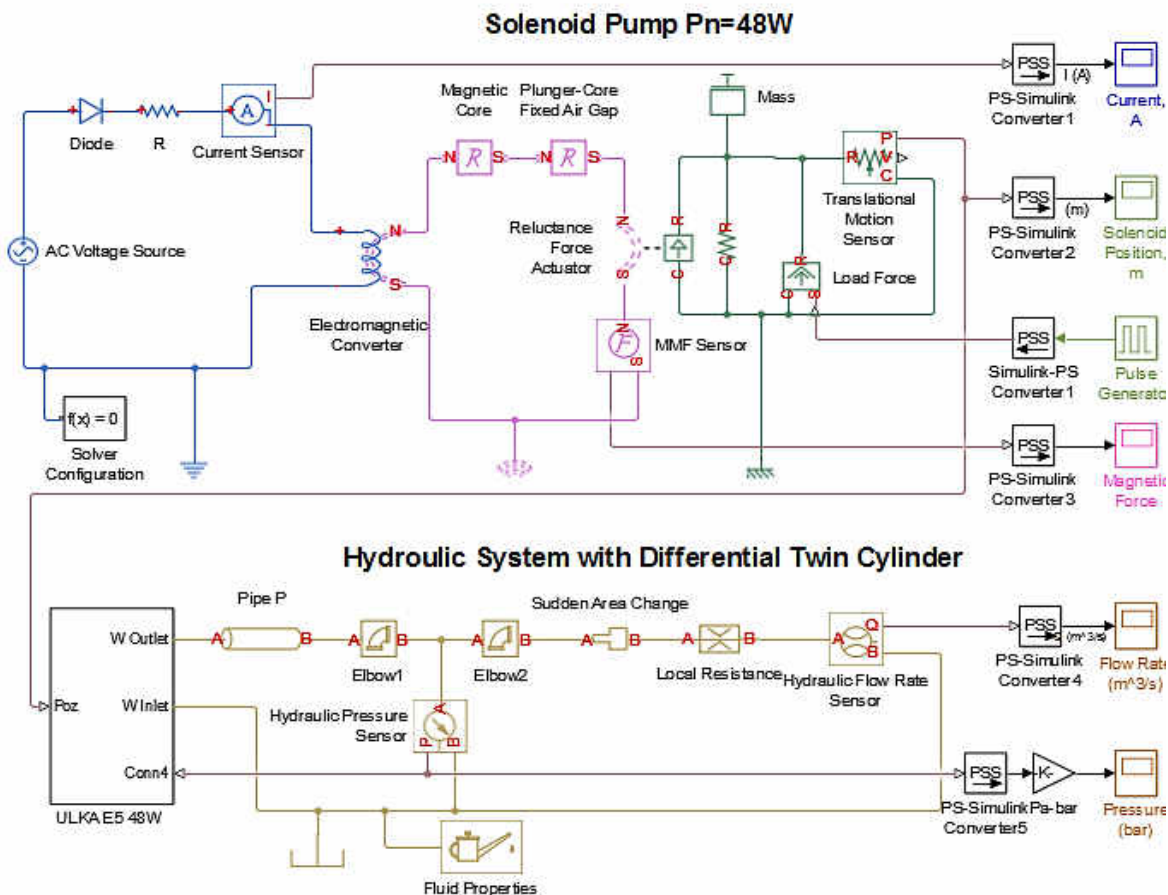 Solenoid Pump Pn=48W
Diode
R
A
I
Current Sensor
AC Voltage Source
f(x) = 0
Solver
Configuration
Electromagnetic
Converter
N
S
Magnetic
Core
N R S
Plunger-Core
Fixed Air Gap
N R S
Reluctance
Force
Actuator
N
S
R
C
N
F
S
MMF Sensor
Mass
R
C
R
C
S
Load Force
R
P
V
C
Translational
Motion
Sensor
PSS
I (A)
PS-Simulink
Converter1
Current,
A
PSS
(m)
PS-Simulink
Converter2
Solenoid
Position,
m
PSS
Simulink-PS
Converter1
Pulse
Generato
PSS
PS-Simulink
Converter3
Magnetic
Force
Hydroulic System with Differential Twin Cylinder
W Outlet
W Inlet
Poz
Conn4
ULKA E5 48W
Pipe P
A B
A B
Elbow1
A B
Elbow2
Sudden Area Change
A B
A B
Local Resistance
A
Q
B
Hydraulic Flow Rate
Sensor
Hydraulic Pressure
Sensor
A
P B
Fluid Properties
PSS
(m^3/s)
PS-Simulink
Converter4
Flow Rate
(m^3/s)
PSS
PS-Simulink
Converter5
-K-
Pa-bar
Pressure
(bar)